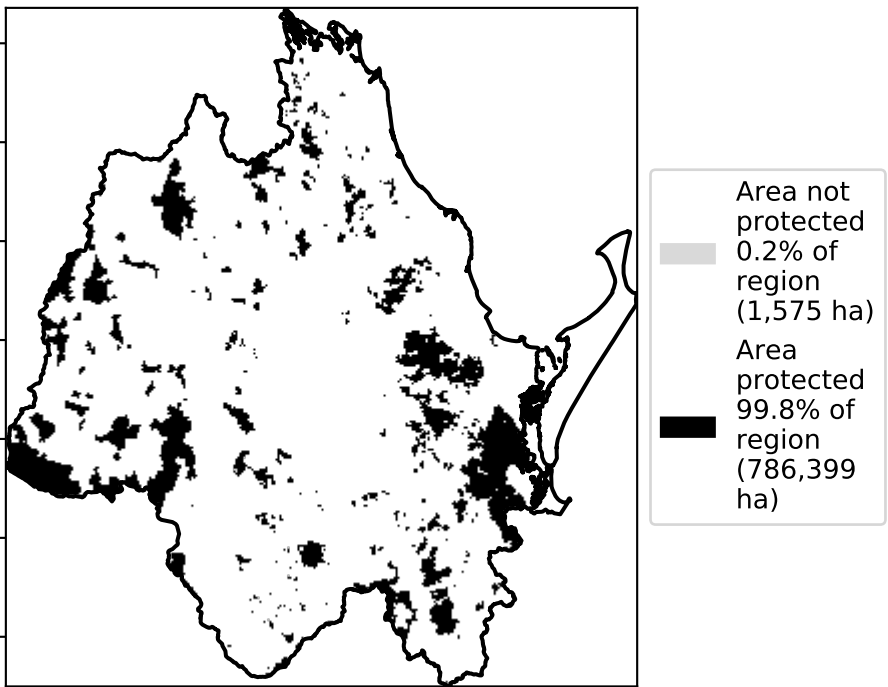 Area not
protected
0.2% of
region
(1,575 ha)
Area
protected
99.8% of
region
(786,399
ha)